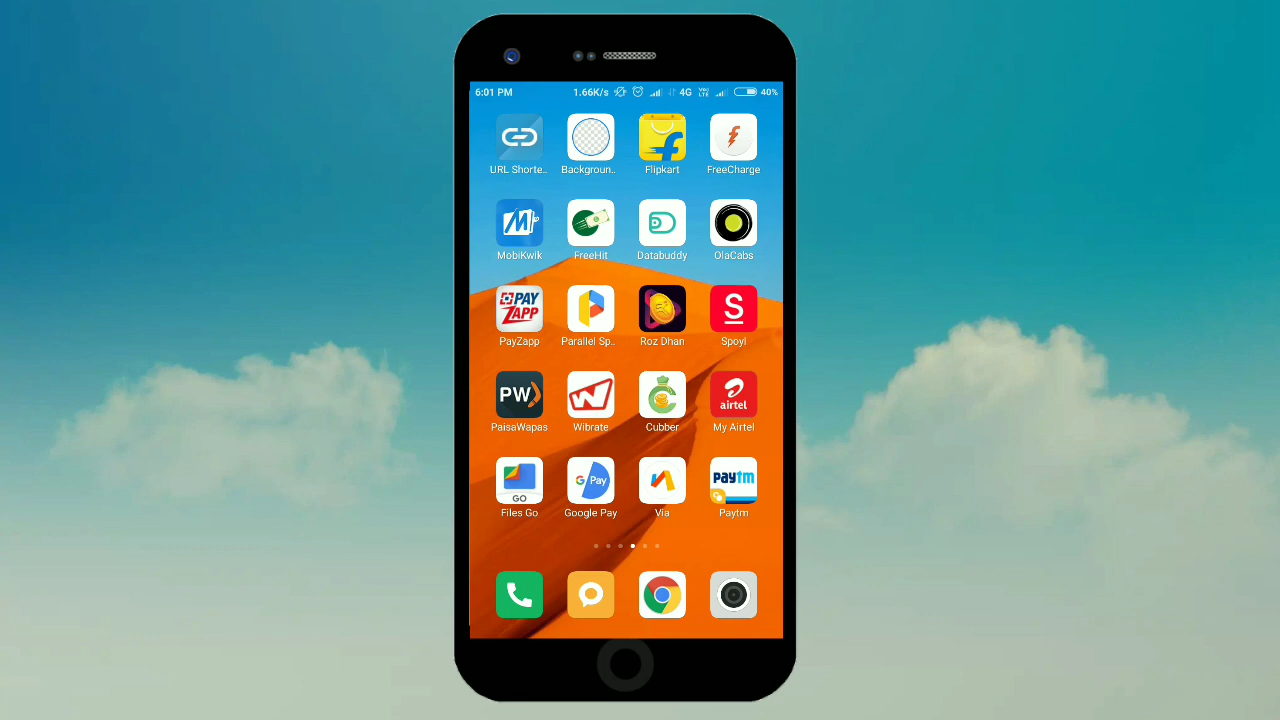 6:01 PM 1.66K/s 4G VoLTE 40%
URL Shorte.. Backgroun.. Flipkart FreeCharge
MobiKwik FreeHit Databuddy OlaCabs
PAY
ZAPP
S
PayZapp Parallel Sp.. Roz Dhan Spoyl
PW
airtel
PaisaWapas Wibrate Cubber My Airtel
GO
G Pay
paytm
Files Go Google Pay Via Paytm